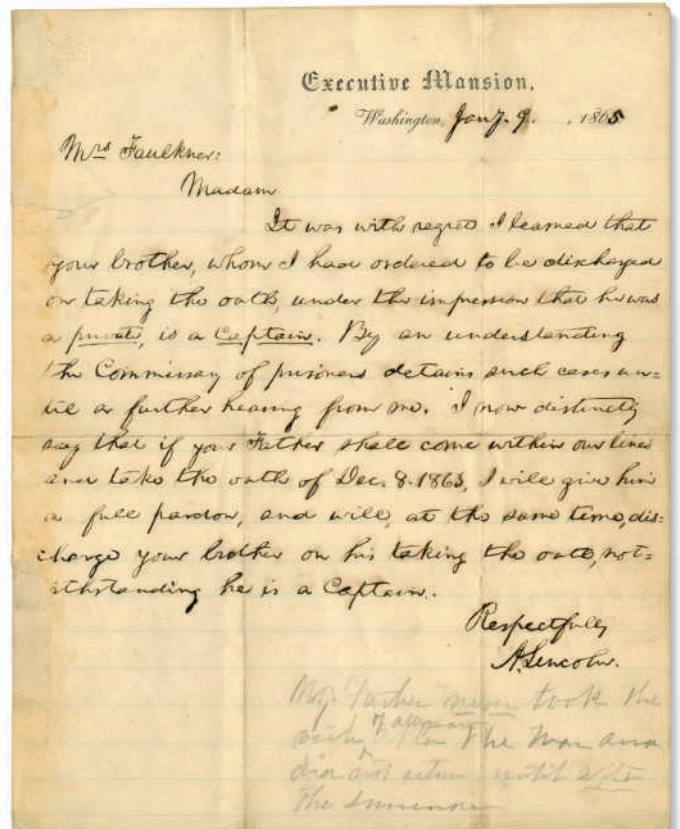 Executive Mansion,
Washington, Jan'y. 9. , 1865
Mrs Faulkner:
Madam
It was with regret I learned that
your brother, whom I had ordered to be discharged
on taking the oath, under the impression that he was
a private, is a Captain. By an understanding
the Commissary of prisoners detains such cases un=
til a further hearing from me. I now distinctly
say that if your Father shall come within our lines
and take the oath of Dec. 8. 1863, I will give him
a full pardon, and will, at the same time, dis=
charge your brother on his taking the oath, not=
ithstanding he is a Captain.
Respectfully
A. Lincoln.
My Father never took the
oath of allegiance after The War and
did not return until after
the surrender